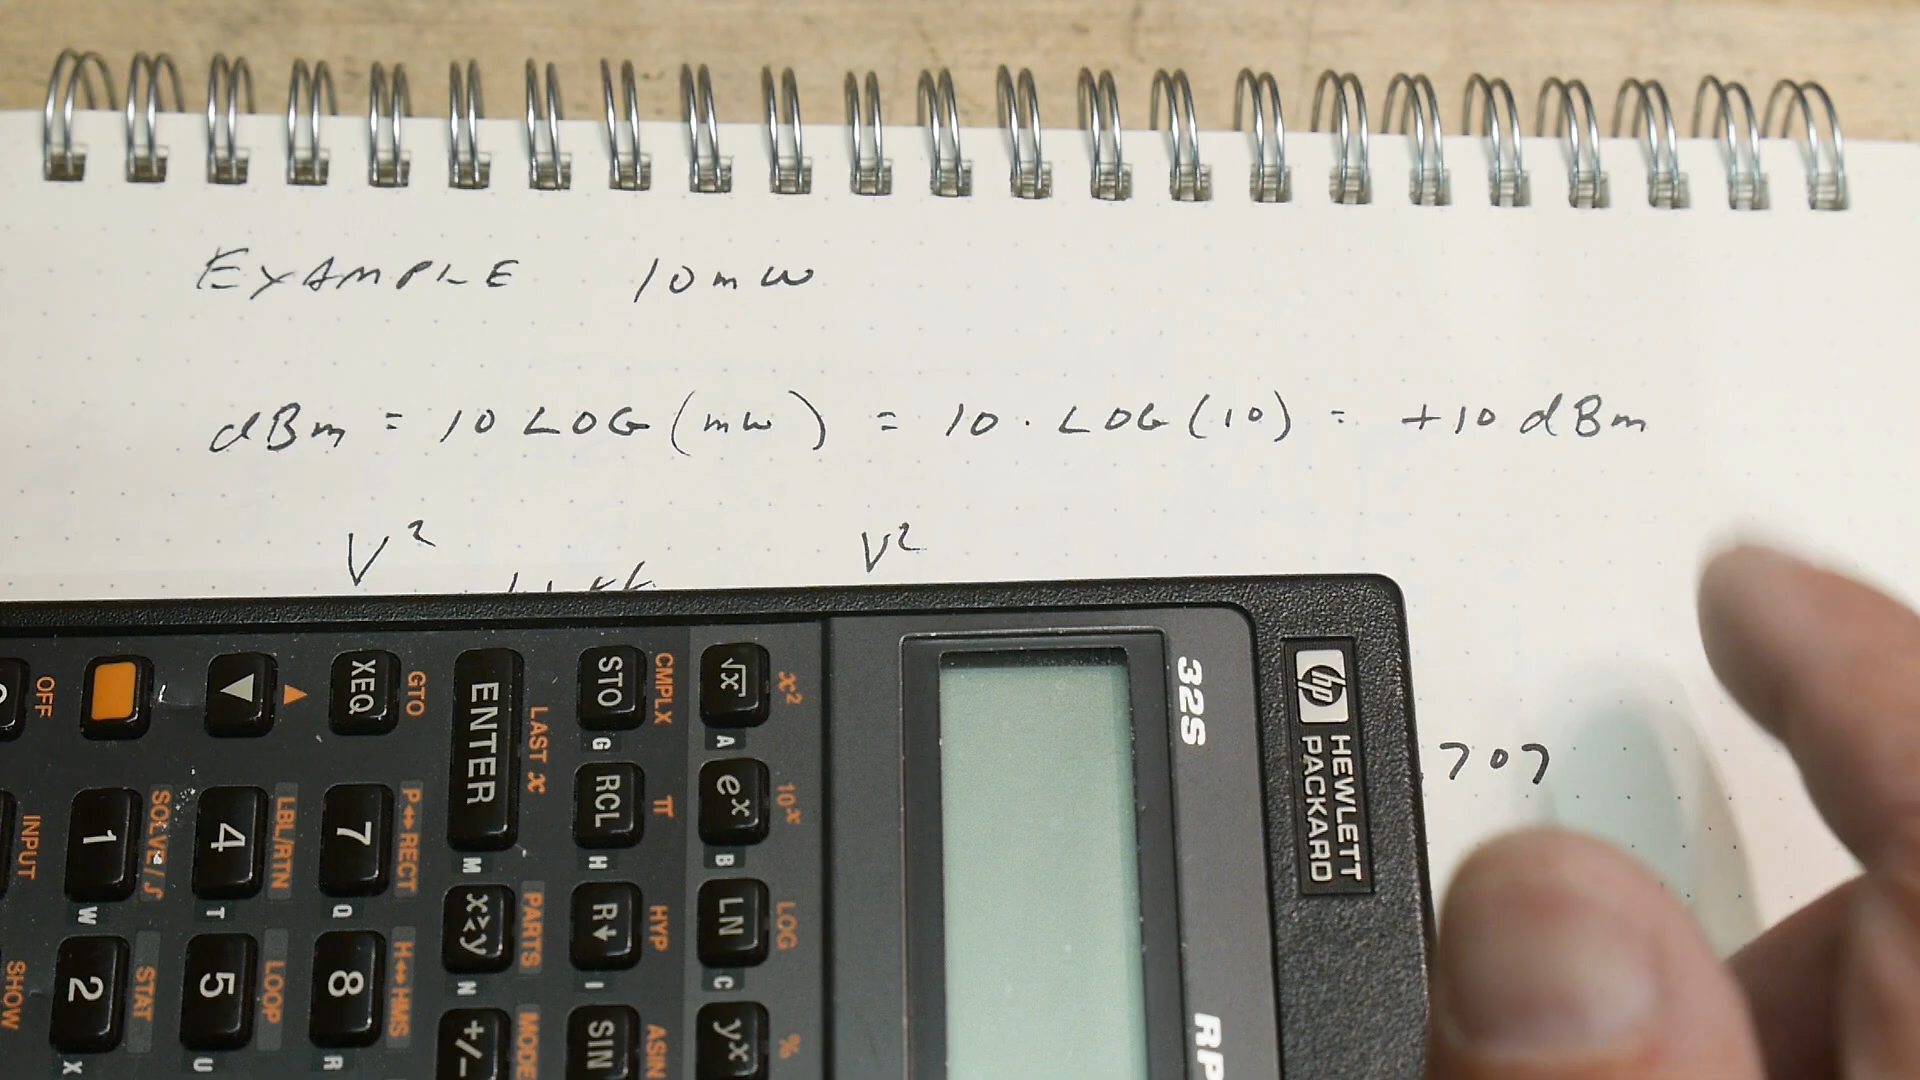 EXAMPLE 10mW
dBm = 10 LOG (mW) = 10 · LOG (10) = +10 dBm
V² V²
.707
hp HEWLETT PACKARD
32S
RP
√x x² A
eˣ 10ˣ B
LN LOG C
yˣ %
STO CMPLX G
RCL π H
R↓ HYP I
SIN ASIN
ENTER LAST x M
x≷y PARTS N
+/- MODE
XEQ GTO
7 P↔RECT Q
8 H↔HMS R
▼ ▲
4 LBL/RTN T
5 LOOP U
1 SOLVE/∫ W
2 STAT X
OFF
INPUT
SHOW